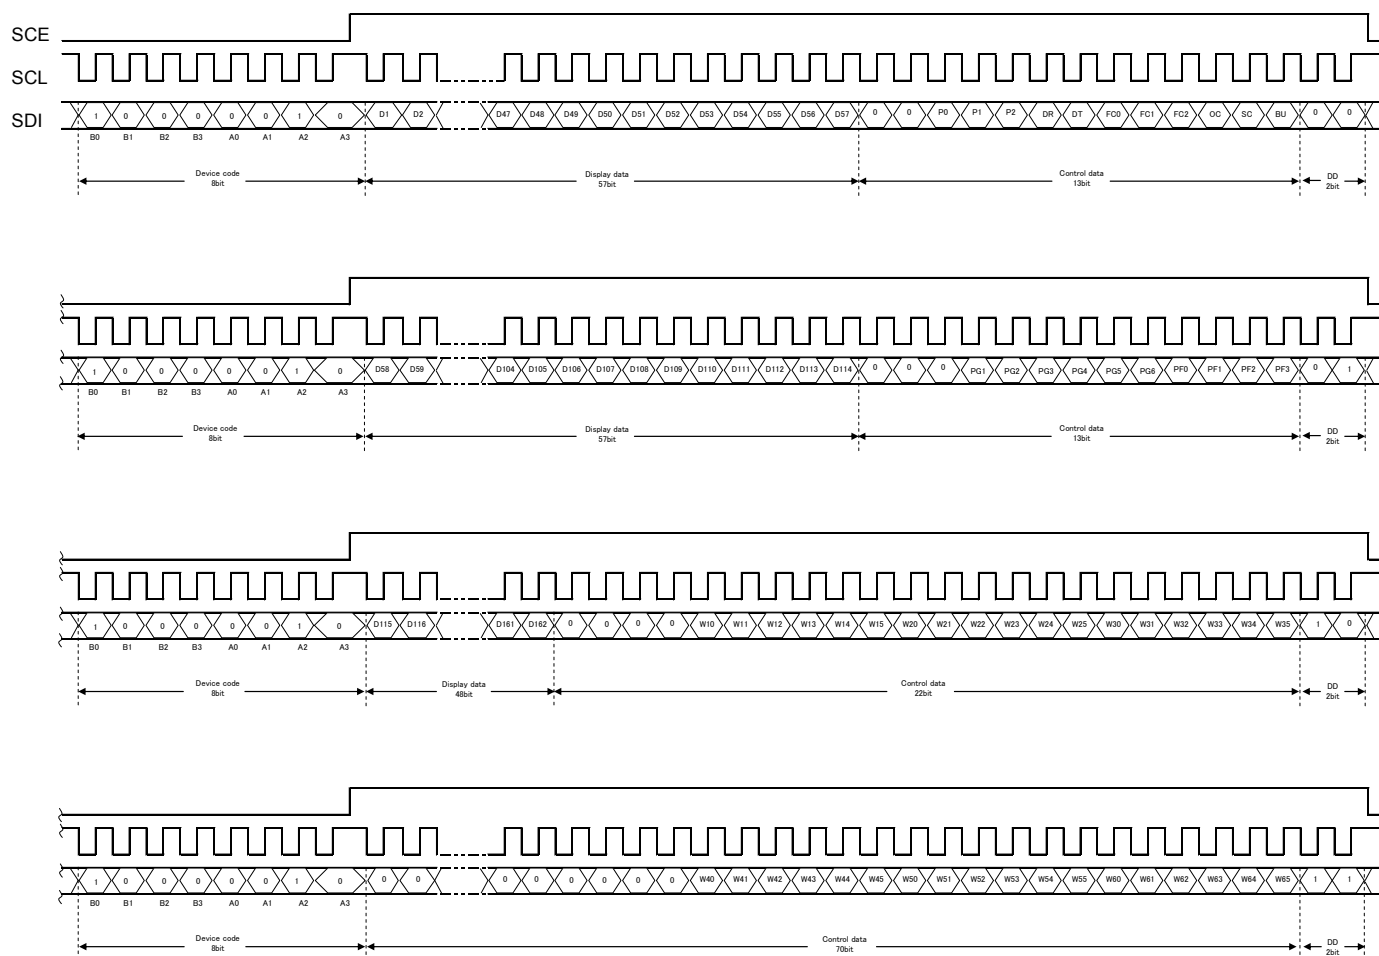 SCE
SCL
SDI
1 0 0 0 0 0 1 0 D1 D2 D47 D48 D49 D50 D51 D52 D53 D54 D55 D56 D57 0 0 P0 P1 P2 DR DT FC0 FC1 FC2 OC SC BU 0 0
B0 B1 B2 B3 A0 A1 A2 A3
Device code Display data Control data DD
8bit 57bit 13bit 2bit
1 0 0 0 0 0 1 0 D58 D59 D104 D105 D106 D107 D108 D109 D110 D111 D112 D113 D114 0 0 0 PG1 PG2 PG3 PG4 PG5 PG6 PF0 PF1 PF2 PF3 0 1
B0 B1 B2 B3 A0 A1 A2 A3
Device code Display data Control data DD
8bit 57bit 13bit 2bit
1 0 0 0 0 0 1 0 D115 D116 D161 D162 0 0 0 0 W10 W11 W12 W13 W14 W15 W20 W21 W22 W23 W24 W25 W30 W31 W32 W33 W34 W35 1 0
B0 B1 B2 B3 A0 A1 A2 A3
Device code Display data Control data DD
8bit 48bit 22bit 2bit
1 0 0 0 0 0 1 0 0 0 0 0 0 0 0 0 W40 W41 W42 W43 W44 W45 W50 W51 W52 W53 W54 W55 W60 W61 W62 W63 W64 W65 1 1
B0 B1 B2 B3 A0 A1 A2 A3
Device code Control data DD
8bit 70bit 2bit